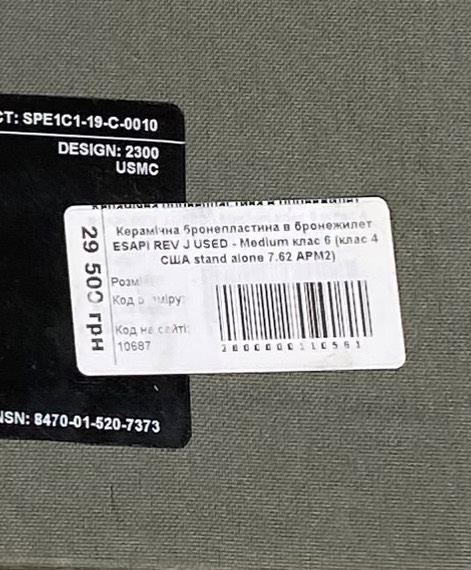 CT: SPE1C1-19-C-0010
DESIGN: 2300
USMC
Керамічна бронепластина в бронежилет
ESAPI REV J USED - Medium клас 6 (клас 4
США stand alone 7.62 APM2)
29 500 грн
Розмі
Код р міру:
Код на сайті:
10687
2000000110561
NSN: 8470-01-520-7373